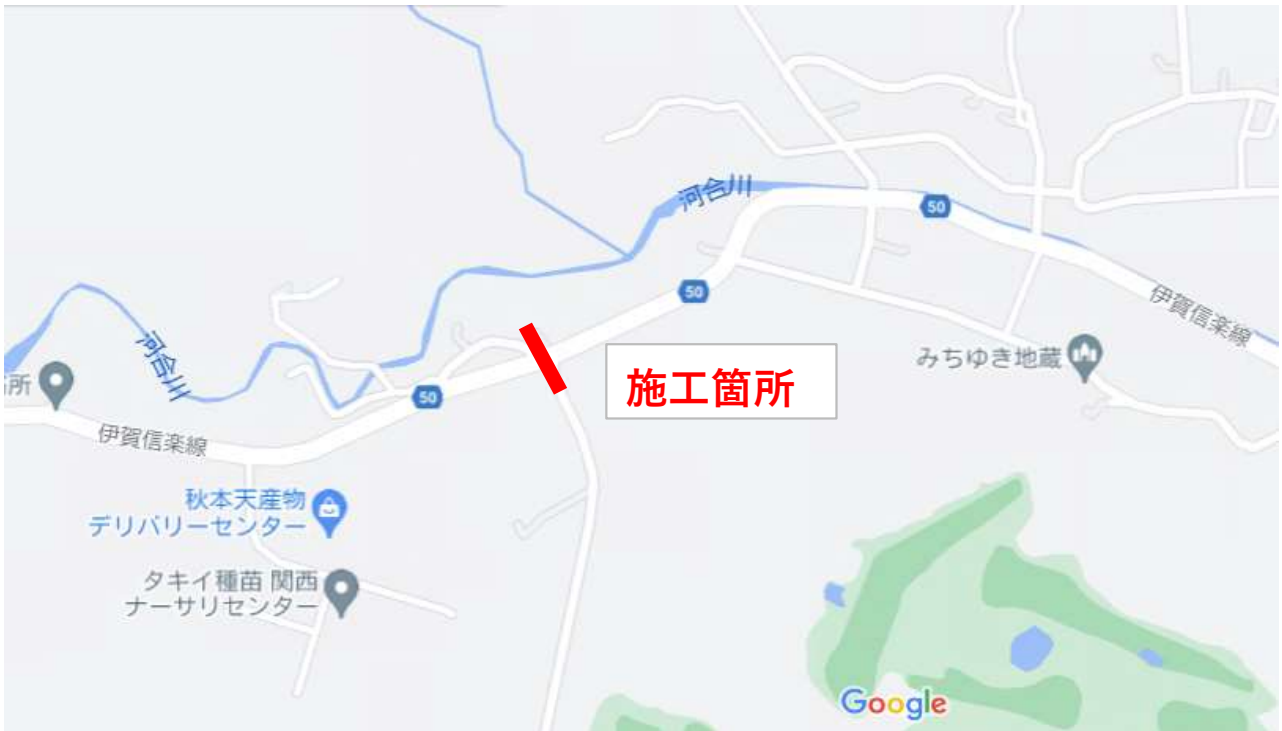 河合川
50
伊賀信楽線
50
みちゆき地蔵
施工箇所
河合川
所
50
伊賀信楽線
秋本天産物
デリバリーセンター
タキイ種苗 関西
ナーサリセンター
Google